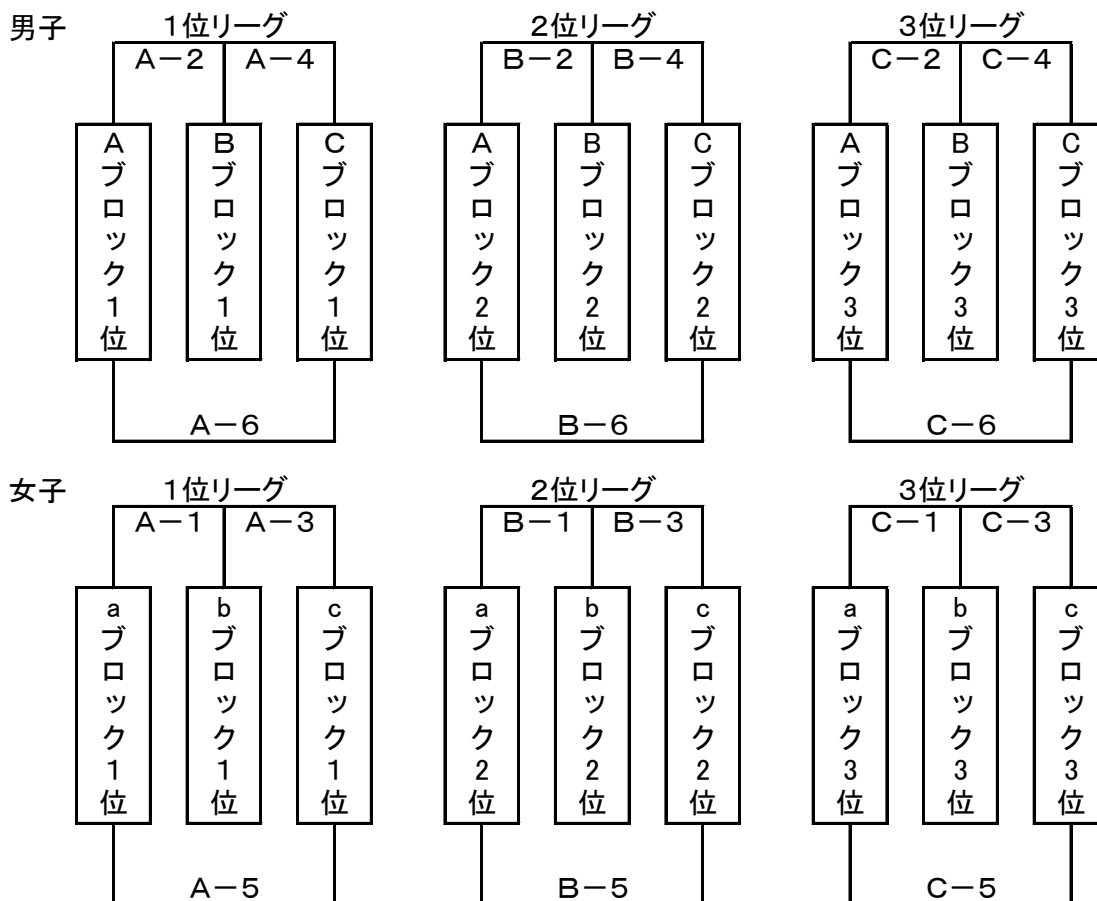 男子 1位リーグ 2位リーグ 3位リーグ
A-2 A-4 B-2 B-4 C-2 C-4
Aブロック1位
Bブロック1位
Cブロック1位
Aブロック2位
Bブロック2位
Cブロック2位
Aブロック3位
Bブロック3位
Cブロック3位
A-6 B-6 C-6
女子 1位リーグ 2位リーグ 3位リーグ
A-1 A-3 B-1 B-3 C-1 C-3
aブロック1位
bブロック1位
cブロック1位
aブロック2位
bブロック2位
cブロック2位
aブロック3位
bブロック3位
cブロック3位
A-5 B-5 C-5